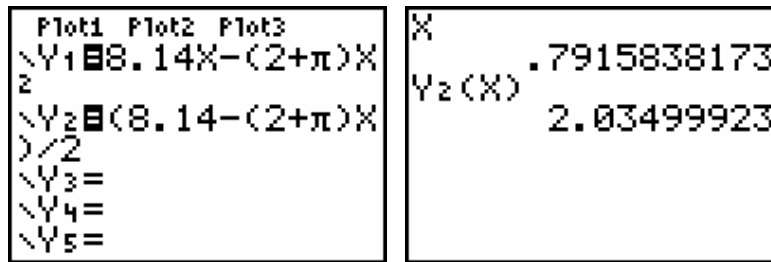 Plot1 Plot2 Plot3
\Y₁=8.14X-(2+π)X
²
\Y₂=(8.14-(2+π)X
)/2
\Y₃=
\Y₄=
\Y₅=
X
.7915838173
Y₂(X)
2.03499923